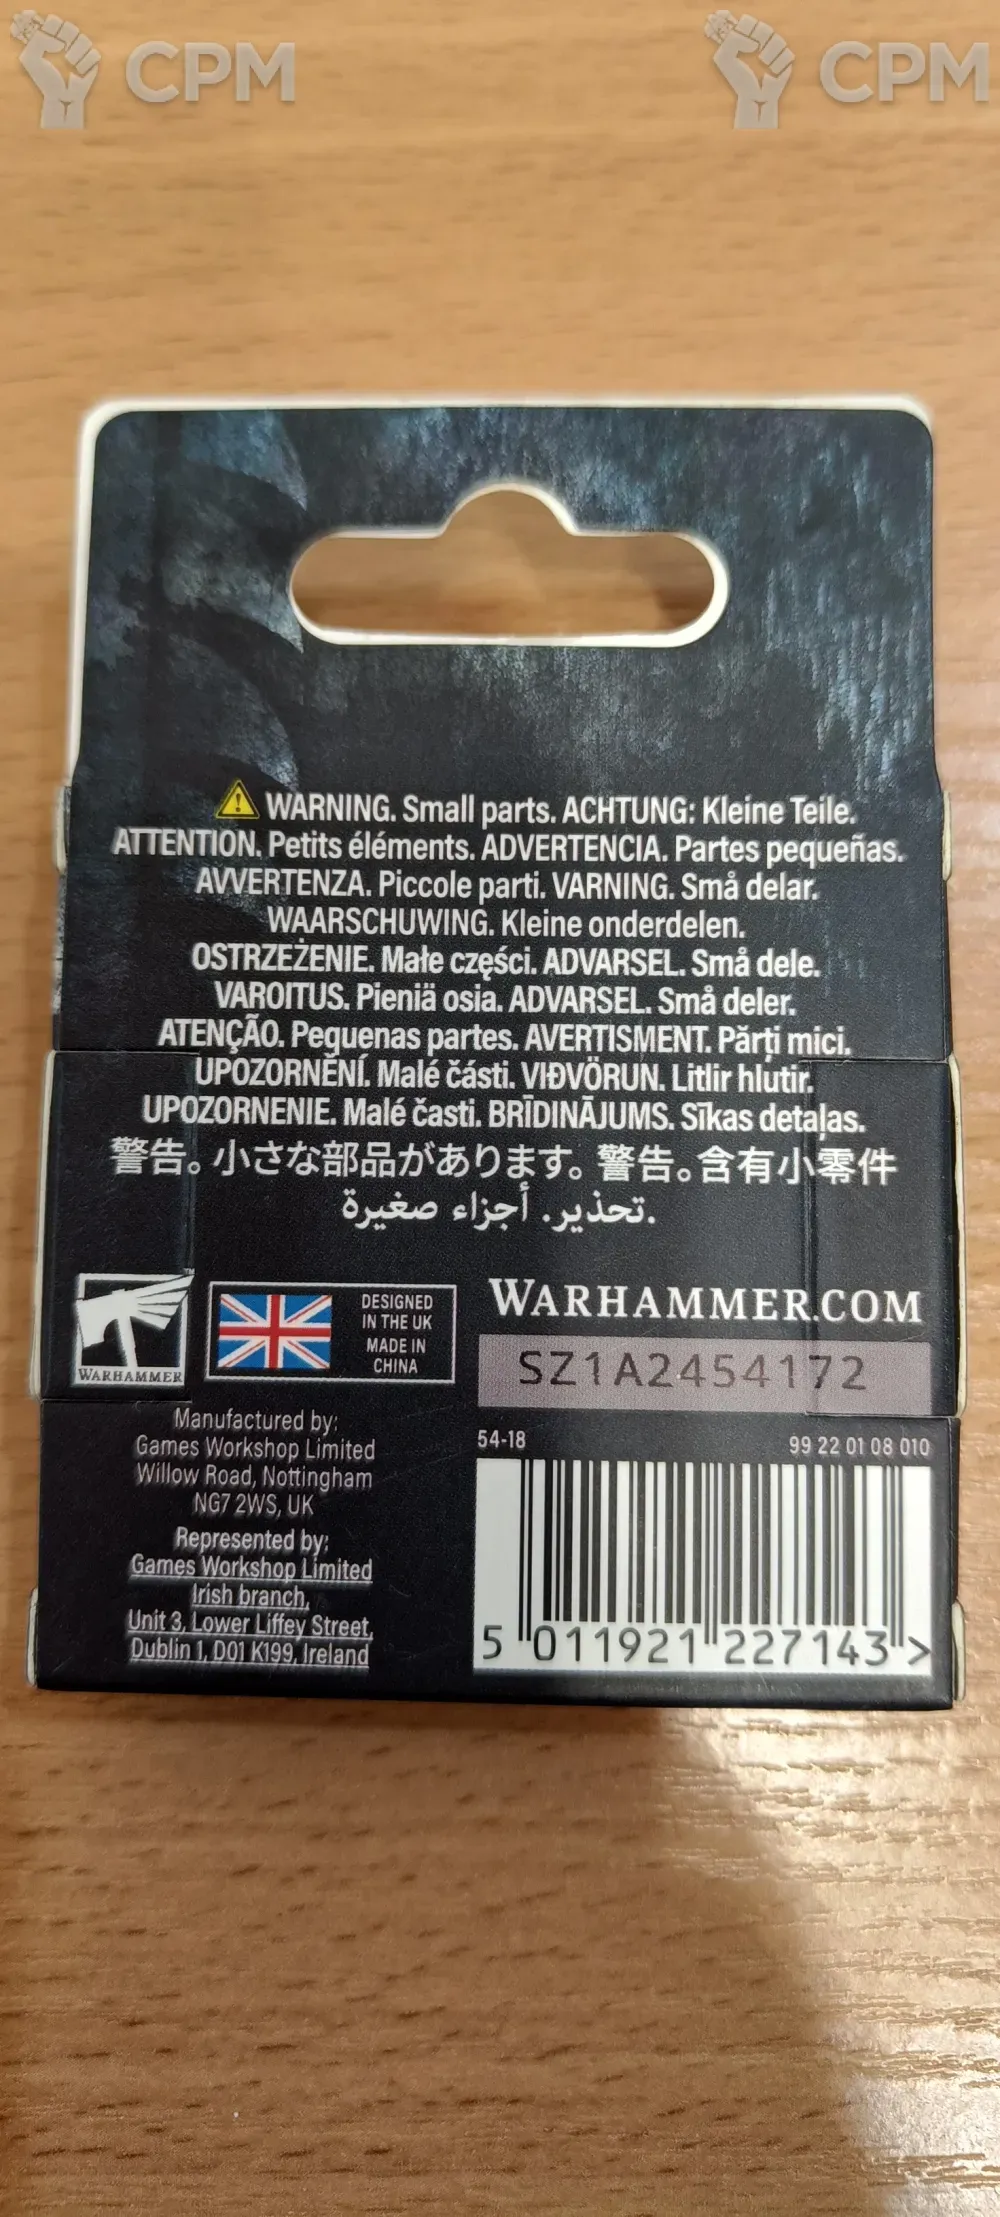 CPM CPM
WARNING. Small parts. ACHTUNG: Kleine Teile.
ATTENTION. Petits éléments. ADVERTENCIA. Partes pequeñas.
AVVERTENZA. Piccole parti. VARNING. Små delar.
WAARSCHUWING. Kleine onderdelen.
OSTRZEŻENIE. Małe części. ADVARSEL. Små dele.
VAROITUS. Pieniä osia. ADVARSEL. Små deler.
ATENÇÃO. Pequenas partes. AVERTISMENT. Părți mici.
UPOZORNĚNÍ. Malé části. VIÐVÖRUN. Litlir hlutir.
UPOZORNENIE. Malé časti. BRĪDINĀJUMS. Sīkas detaļas.
警告。小さな部品があります。警告。含有小零件
تحذير. أجزاء صغيرة.
WARHAMMER
DESIGNED
IN THE UK
MADE IN
CHINA
WARHAMMER.COM
SZ1A2454172
Manufactured by:
Games Workshop Limited
Willow Road, Nottingham
NG7 2WS, UK
Represented by:
Games Workshop Limited
Irish branch,
Unit 3, Lower Liffey Street,
Dublin 1, D01 K199, Ireland
54-18 99 22 01 08 010
5 011921 227143 >